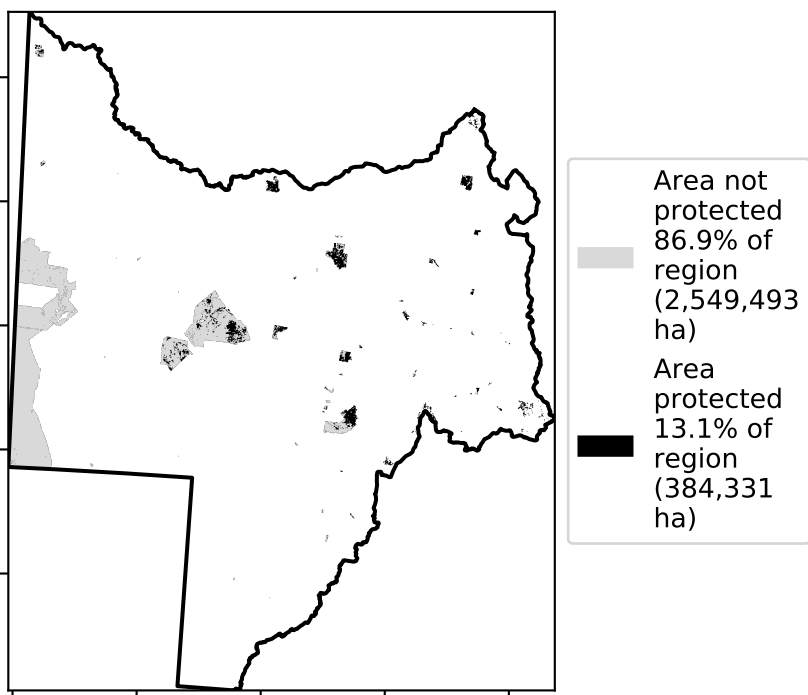 Area not
protected
86.9% of
region
(2,549,493
ha)
Area
protected
13.1% of
region
(384,331
ha)